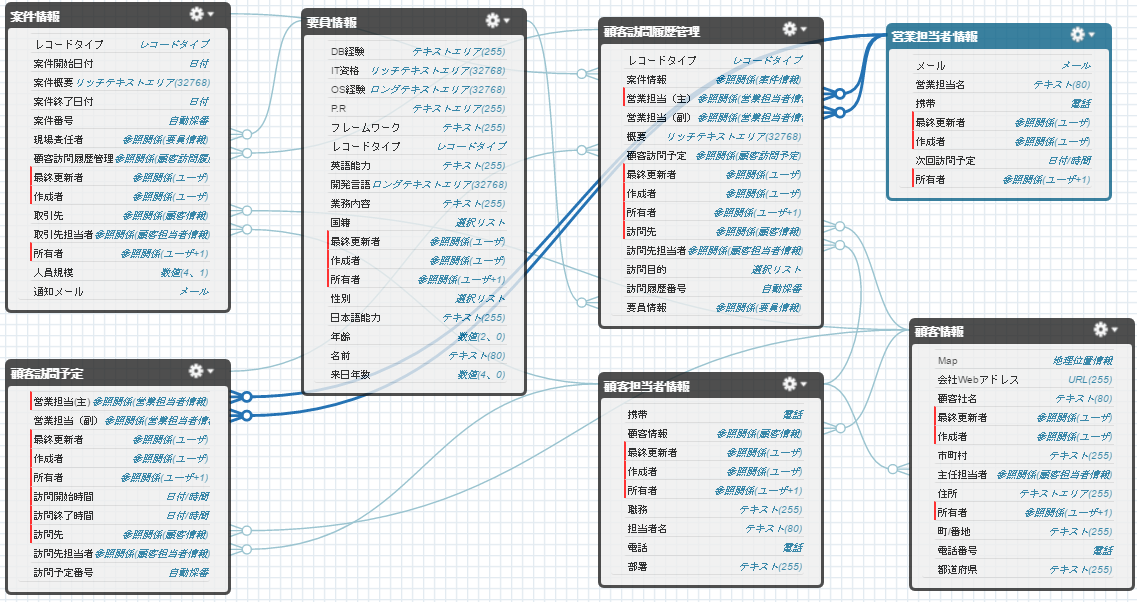 案件情報
レコードタイプ レコードタイプ
案件開始日付 日付
案件概要 リッチテキストエリア(32768)
案件終了日付 日付
案件番号 自動採番
現場責任者 参照関係(要員情報)
顧客訪問履歴管理 参照関係(顧客訪問履
最終更新者 参照関係(ユーザ)
作成者 参照関係(ユーザ)
取引先 参照関係(顧客情報)
取引先担当者 参照関係(顧客担当者情報)
所有者 参照関係(ユーザ+1)
人員規模 数値(4、1)
通知メール メール
要員情報
DB経験 テキストエリア(255)
IT資格 リッチテキストエリア(32768)
OS経験 ロングテキストエリア(32768)
P.R テキストエリア(255)
フレームワーク テキスト(255)
レコードタイプ レコードタイプ
英語能力 テキスト(255)
開発言語 ロングテキストエリア(32768)
業務内容 テキスト(255)
国籍 選択リスト
最終更新者 参照関係(ユーザ)
作成者 参照関係(ユーザ)
所有者 参照関係(ユーザ+1)
性別 選択リスト
日本語能力 テキスト(255)
年齢 数値(2、0)
名前 テキスト(80)
来日年数 数値(4、0)
顧客訪問履歴管理
レコードタイプ レコードタイプ
案件情報 参照関係(案件情報)
営業担当（主） 参照関係(営業担当者情
営業担当（副） 参照関係(営業担当者情
概要 リッチテキストエリア(32768)
顧客訪問予定 参照関係(顧客訪問予定)
最終更新者 参照関係(ユーザ)
作成者 参照関係(ユーザ)
所有者 参照関係(ユーザ+1)
訪問先 参照関係(顧客情報)
訪問先担当者 参照関係(顧客担当者情報)
訪問目的 選択リスト
訪問履歴番号 自動採番
要員情報 参照関係(要員情報)
営業担当者情報
メール メール
営業担当名 テキスト(80)
携帯 電話
最終更新者 参照関係(ユーザ)
作成者 参照関係(ユーザ)
次回訪問予定 日付/時間
所有者 参照関係(ユーザ+1)
顧客訪問予定
営業担当(主) 参照関係(営業担当者情報)
営業担当（副） 参照関係(営業担当者情
最終更新者 参照関係(ユーザ)
作成者 参照関係(ユーザ)
所有者 参照関係(ユーザ+1)
訪問開始時間 日付/時間
訪問終了時間 日付/時間
訪問先 参照関係(顧客情報)
訪問先担当者 参照関係(顧客担当者情報)
訪問予定番号 自動採番
顧客担当者情報
携帯 電話
顧客情報 参照関係(顧客情報)
最終更新者 参照関係(ユーザ)
作成者 参照関係(ユーザ)
所有者 参照関係(ユーザ+1)
職務 テキスト(255)
担当者名 テキスト(80)
電話 電話
部署 テキスト(255)
顧客情報
Map 地理位置情報
会社Webアドレス URL(255)
顧客社名 テキスト(80)
最終更新者 参照関係(ユーザ)
作成者 参照関係(ユーザ)
市町村 テキスト(255)
主任担当者 参照関係(顧客担当者情報)
住所 テキストエリア(255)
所有者 参照関係(ユーザ+1)
町/番地 テキスト(255)
電話番号 電話
都道府県 テキスト(255)